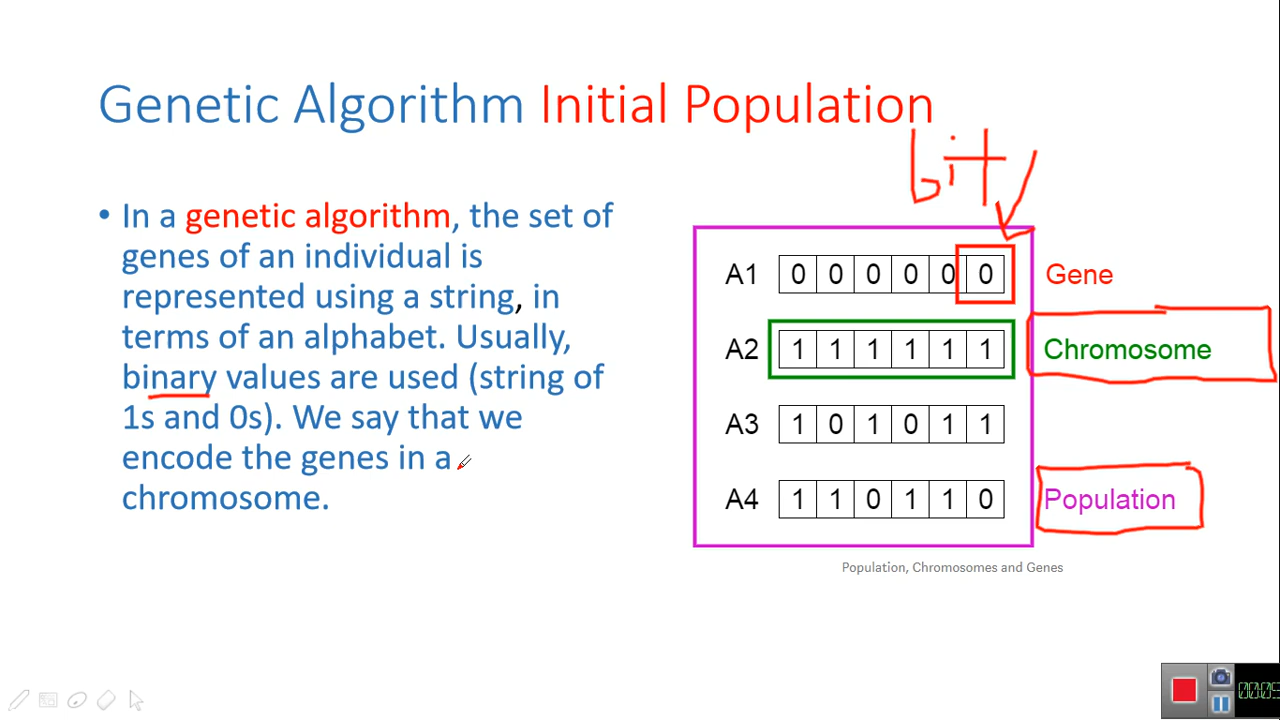 Genetic Algorithm Initial Population
bit
• In a genetic algorithm, the set of
genes of an individual is
represented using a string, in
terms of an alphabet. Usually,
binary values are used (string of
1s and 0s). We say that we
encode the genes in a
chromosome.
A1 0 0 0 0 0 0 Gene
A2 1 1 1 1 1 1 Chromosome
A3 1 0 1 0 1 1
A4 1 1 0 1 1 0 Population
Population, Chromosomes and Genes